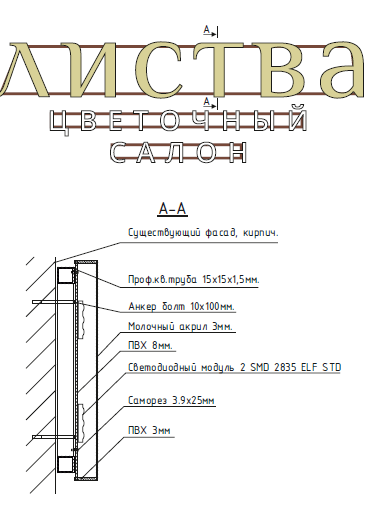 А
листва
А
ЦВЕТОЧНЫЙ
САЛОН
А-А
Существующий фасад, кирпич.
Проф.кв.труба 15х15х1,5мм.
Анкер болт 10х100мм.
Молочный акрил 3мм.
ПВХ 8мм.
Светодиодный модуль 2 SMD 2835 ELF STD
Саморез 3.9х25мм
ПВХ 3мм